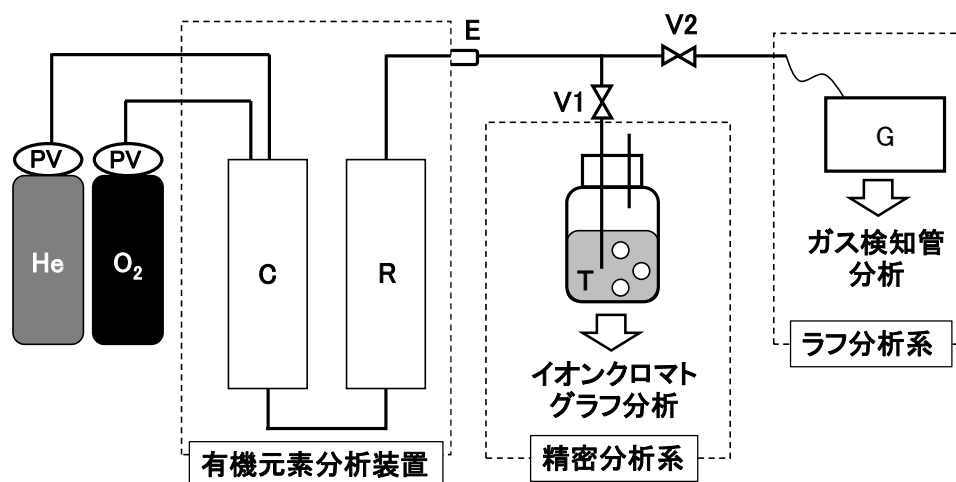 E
V2
V1
PV
PV
He
O₂
C
R
T
G
ガス検知管
分析
ラフ分析系
イオンクロマト
グラフ分析
有機元素分析装置
精密分析系